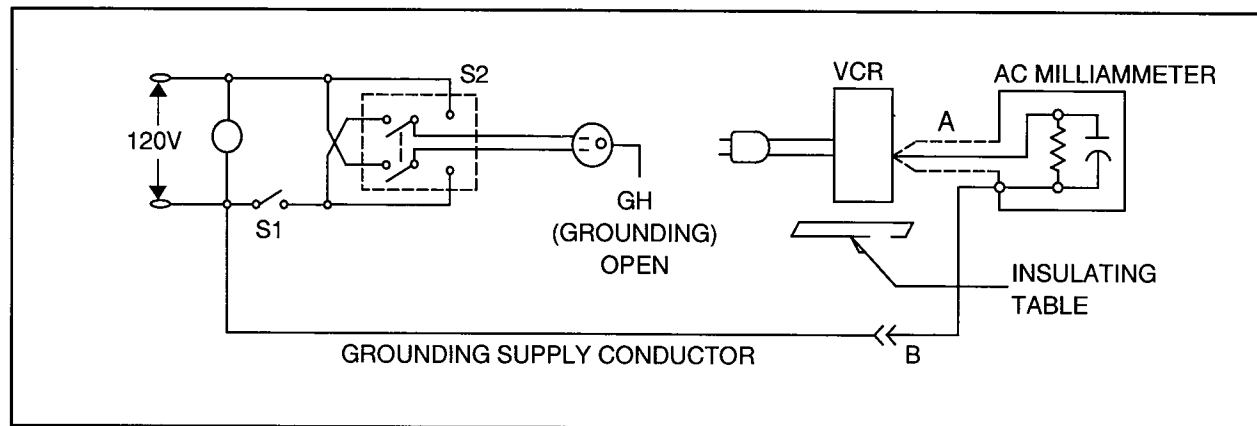 S2
VCR
AC MILLIAMMETER
A
120V
S1
GH
(GROUNDING)
OPEN
INSULATING
TABLE
GROUNDING SUPPLY CONDUCTOR
B